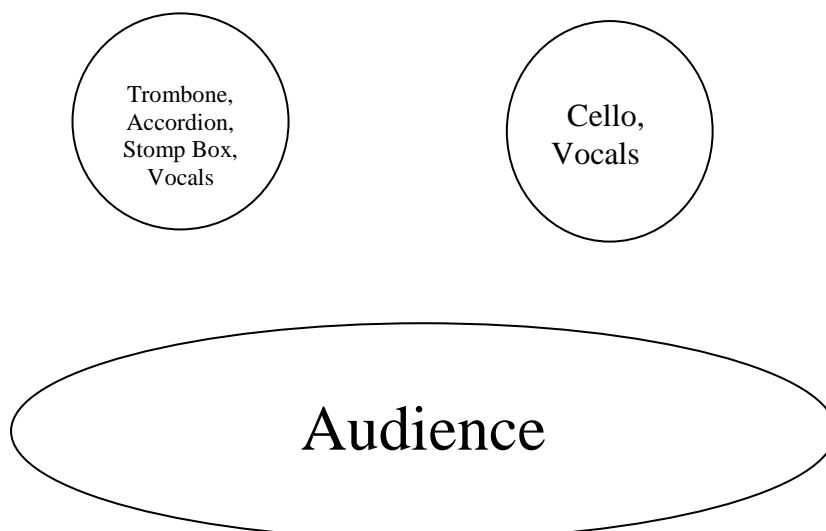 Trombone,
Accordion,
Stomp Box,
Vocals
Cello,
Vocals
Audience